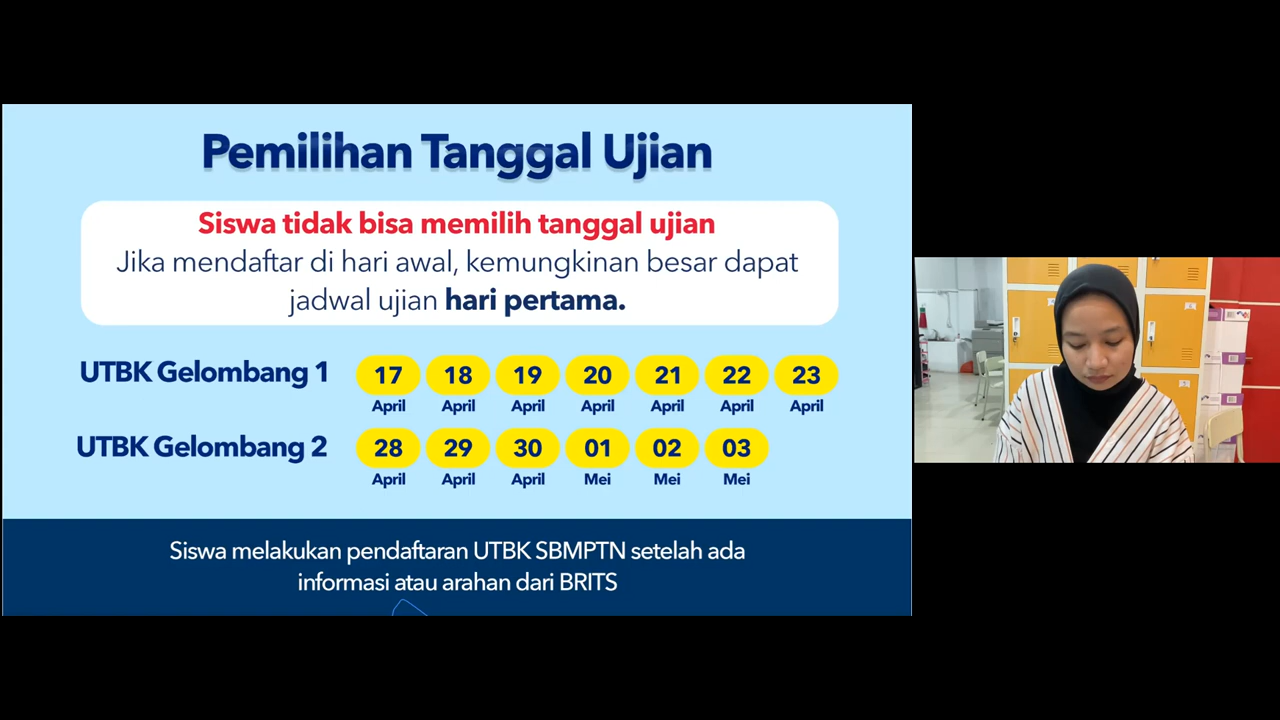 Pemilihan Tanggal Ujian
Siswa tidak bisa memilih tanggal ujian
Jika mendaftar di hari awal, kemungkinan besar dapat
jadwal ujian hari pertama.
UTBK Gelombang 1 17 18 19 20 21 22 23
April April April April April April April
UTBK Gelombang 2 28 29 30 01 02 03
April April April Mei Mei Mei
Siswa melakukan pendaftaran UTBK SBMPTN setelah ada
informasi atau arahan dari BRITS